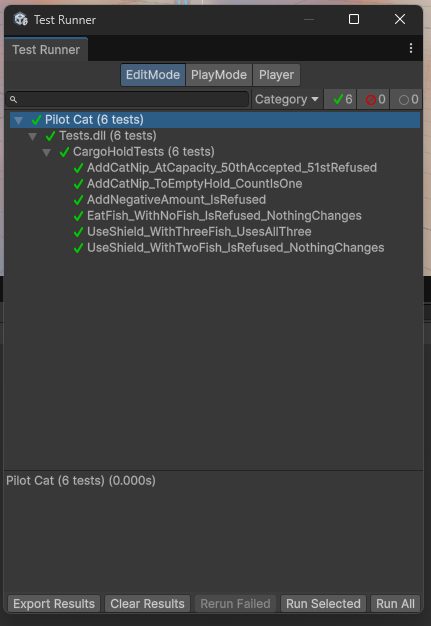 Test Runner
Test Runner
EditMode PlayMode Player
Category 6 0 0
Pilot Cat (6 tests)
Tests.dll (6 tests)
CargoHoldTests (6 tests)
AddCatNip_AtCapacity_50thAccepted_51stRefused
AddCatNip_ToEmptyHold_CountIsOne
AddNegativeAmount_IsRefused
EatFish_WithNoFish_IsRefused_NothingChanges
UseShield_WithThreeFish_UsesAllThree
UseShield_WithTwoFish_IsRefused_NothingChanges
Pilot Cat (6 tests) (0.000s)
Export Results Clear Results Rerun Failed Run Selected Run All